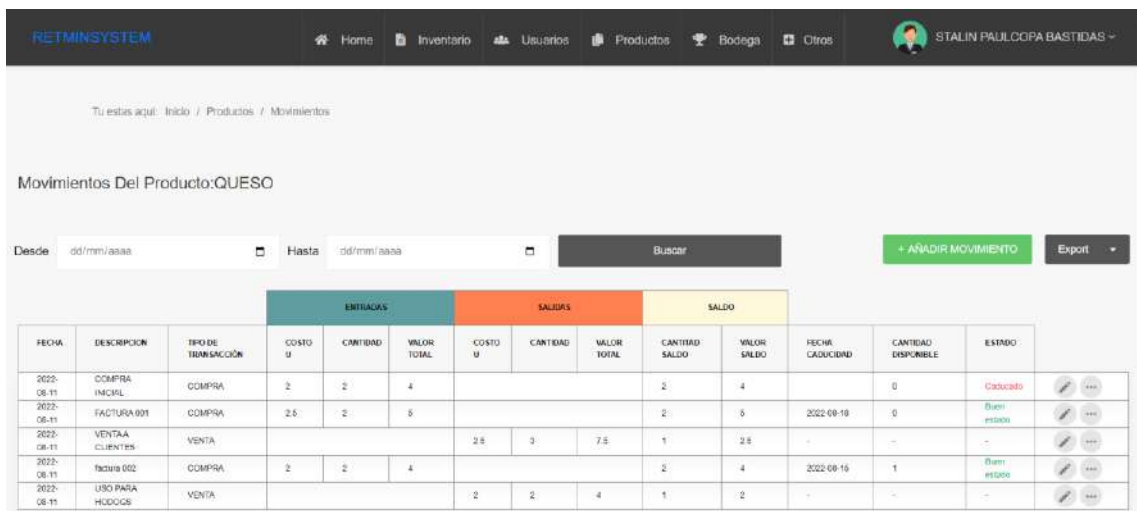 RETMINSYSTEM Home Inventario Usuarios Productos Bodega Otros STALIN PAULCOPA BASTIDAS
Tu estas aquí: Inicio / Productos / Movimientos
Movimientos Del Producto:QUESO
Desde dd/mm/aaaa Hasta dd/mm/aaaa Buscar + AÑADIR MOVIMIENTO Export
ENTRADAS SALIDAS SALDO
FECHA DESCRIPCION TIPO DE TRANSACCIÓN COSTO U CANTIDAD VALOR TOTAL COSTO U CANTIDAD VALOR TOTAL CANTIDAD SALDO VALOR SALDO FECHA CADUCIDAD CANTIDAD DISPONIBLE ESTADO
2022-08-11 COMPRA INICIAL COMPRA 2 2 4 2 4 0 Caducado
2022-08-11 FACTURA 001 COMPRA 2.5 2 5 2 5 2022-08-18 0 Buen estado
2022-08-11 VENTA A CLIENTES VENTA 2.5 3 7.5 1 2.5 - - -
2022-08-11 factura 002 COMPRA 2 2 4 2 4 2022-08-15 1 Buen estado
2022-08-11 USO PARA HODOGS VENTA 2 2 4 1 2 - - -